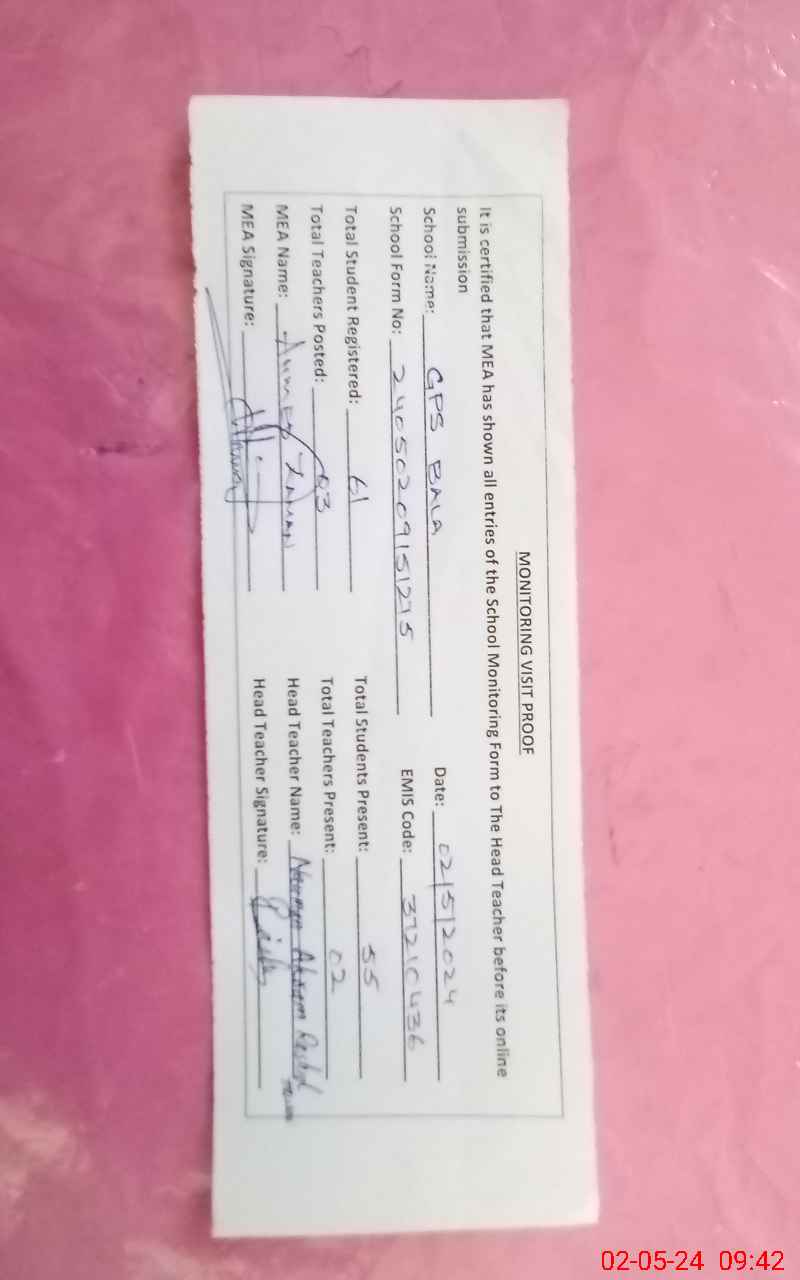 MONITORING VISIT PROOF
It is certified that MEA has shown all entries of the School Monitoring Form to The Head Teacher before its online
submission
School Name: GPS BALA Date: 02/5/2024
School Form No: 240502091512​75 EMIS Code: 37210436
Total Student Registered: 61 Total Students Present: 55
Total Teachers Posted: 03 Total Teachers Present: 02
MEA Name: Zaman Head Teacher Name:
MEA Signature: Head Teacher Signature:
02-05-24 09:42